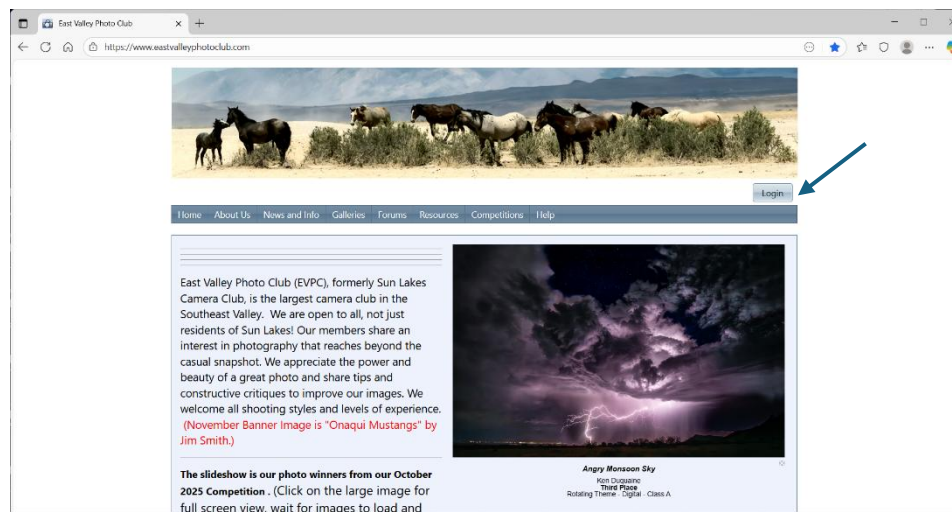 East Valley Photo Club
https://www.eastvalleyphotoclub.com
Login
Home About Us News and Info Galleries Forums Resources Competitions Help
East Valley Photo Club (EVPC), formerly Sun Lakes
Camera Club, is the largest camera club in the
Southeast Valley. We are open to all, not just
residents of Sun Lakes! Our members share an
interest in photography that reaches beyond the
casual snapshot. We appreciate the power and
beauty of a great photo and share tips and
constructive critiques to improve our images. We
welcome all shooting styles and levels of experience.
(November Banner Image is "Onaqui Mustangs" by
Jim Smith.)
The slideshow is our photo winners from our October
2025 Competition . (Click on the large image for
full screen view, wait for images to load and
Angry Monsoon Sky
Ken Duquaine
Third Place
Rotating Theme - Digital - Class A